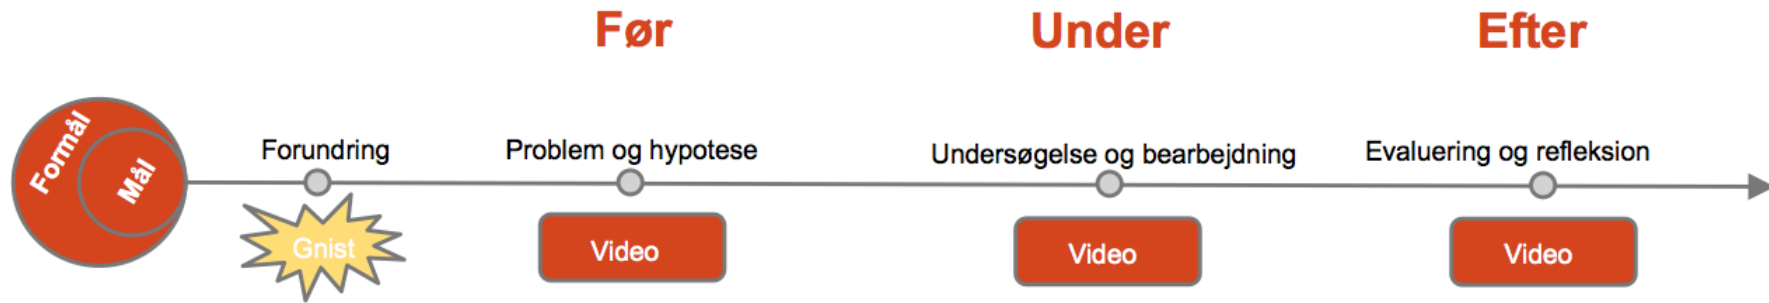 Før
Under
Efter
Formål
Mål
Forundring
Problem og hypotese
Undersøgelse og bearbejdning
Evaluering og refleksion
Gnist
Video
Video
Video